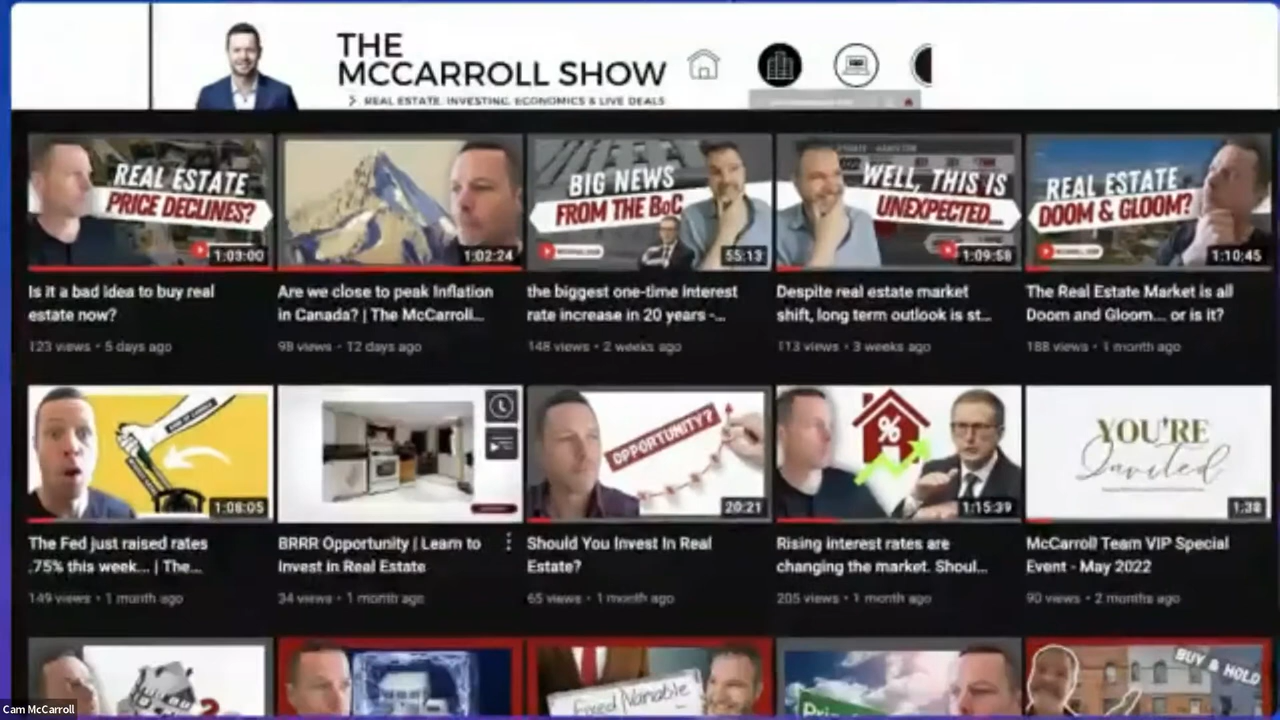 THE
MCCARROLL SHOW
REAL ESTATE, INVESTING, ECONOMICS & LIVE DEALS
REAL ESTATE
PRICE DECLINES?
1:03:00
1:02:24
BIG NEWS
FROM THE BoC
55:13
WELL, THIS IS
UNEXPECTED...
1:09:58
REAL ESTATE
DOOM & GLOOM?
1:10:45
Is it a bad idea to buy real
estate now?
123 views • 5 days ago
Are we close to peak Inflation
in Canada? | The McCarroll...
98 views • 12 days ago
the biggest one-time interest
rate increase in 20 years -...
148 views • 2 weeks ago
Despite real estate market
shift, long term outlook is st...
113 views • 3 weeks ago
The Real Estate Market is all
Doom and Gloom... or is it?
188 views • 1 month ago
BANK OF CANADA
1:08:05
OPPORTUNITY?
20:21
%
1:15:39
YOU'RE
Invited
1:38
The Fed just raised rates
.75% this week... | The...
149 views • 1 month ago
BRRR Opportunity | Learn to
Invest in Real Estate
34 views • 1 month ago
Should You Invest In Real
Estate?
65 views • 1 month ago
Rising interest rates are
changing the market. Shoul...
205 views • 1 month ago
McCarroll Team VIP Special
Event - May 2022
90 views • 2 months ago
?
Fixed Variable
BUY & HOLD
Cam McCarroll